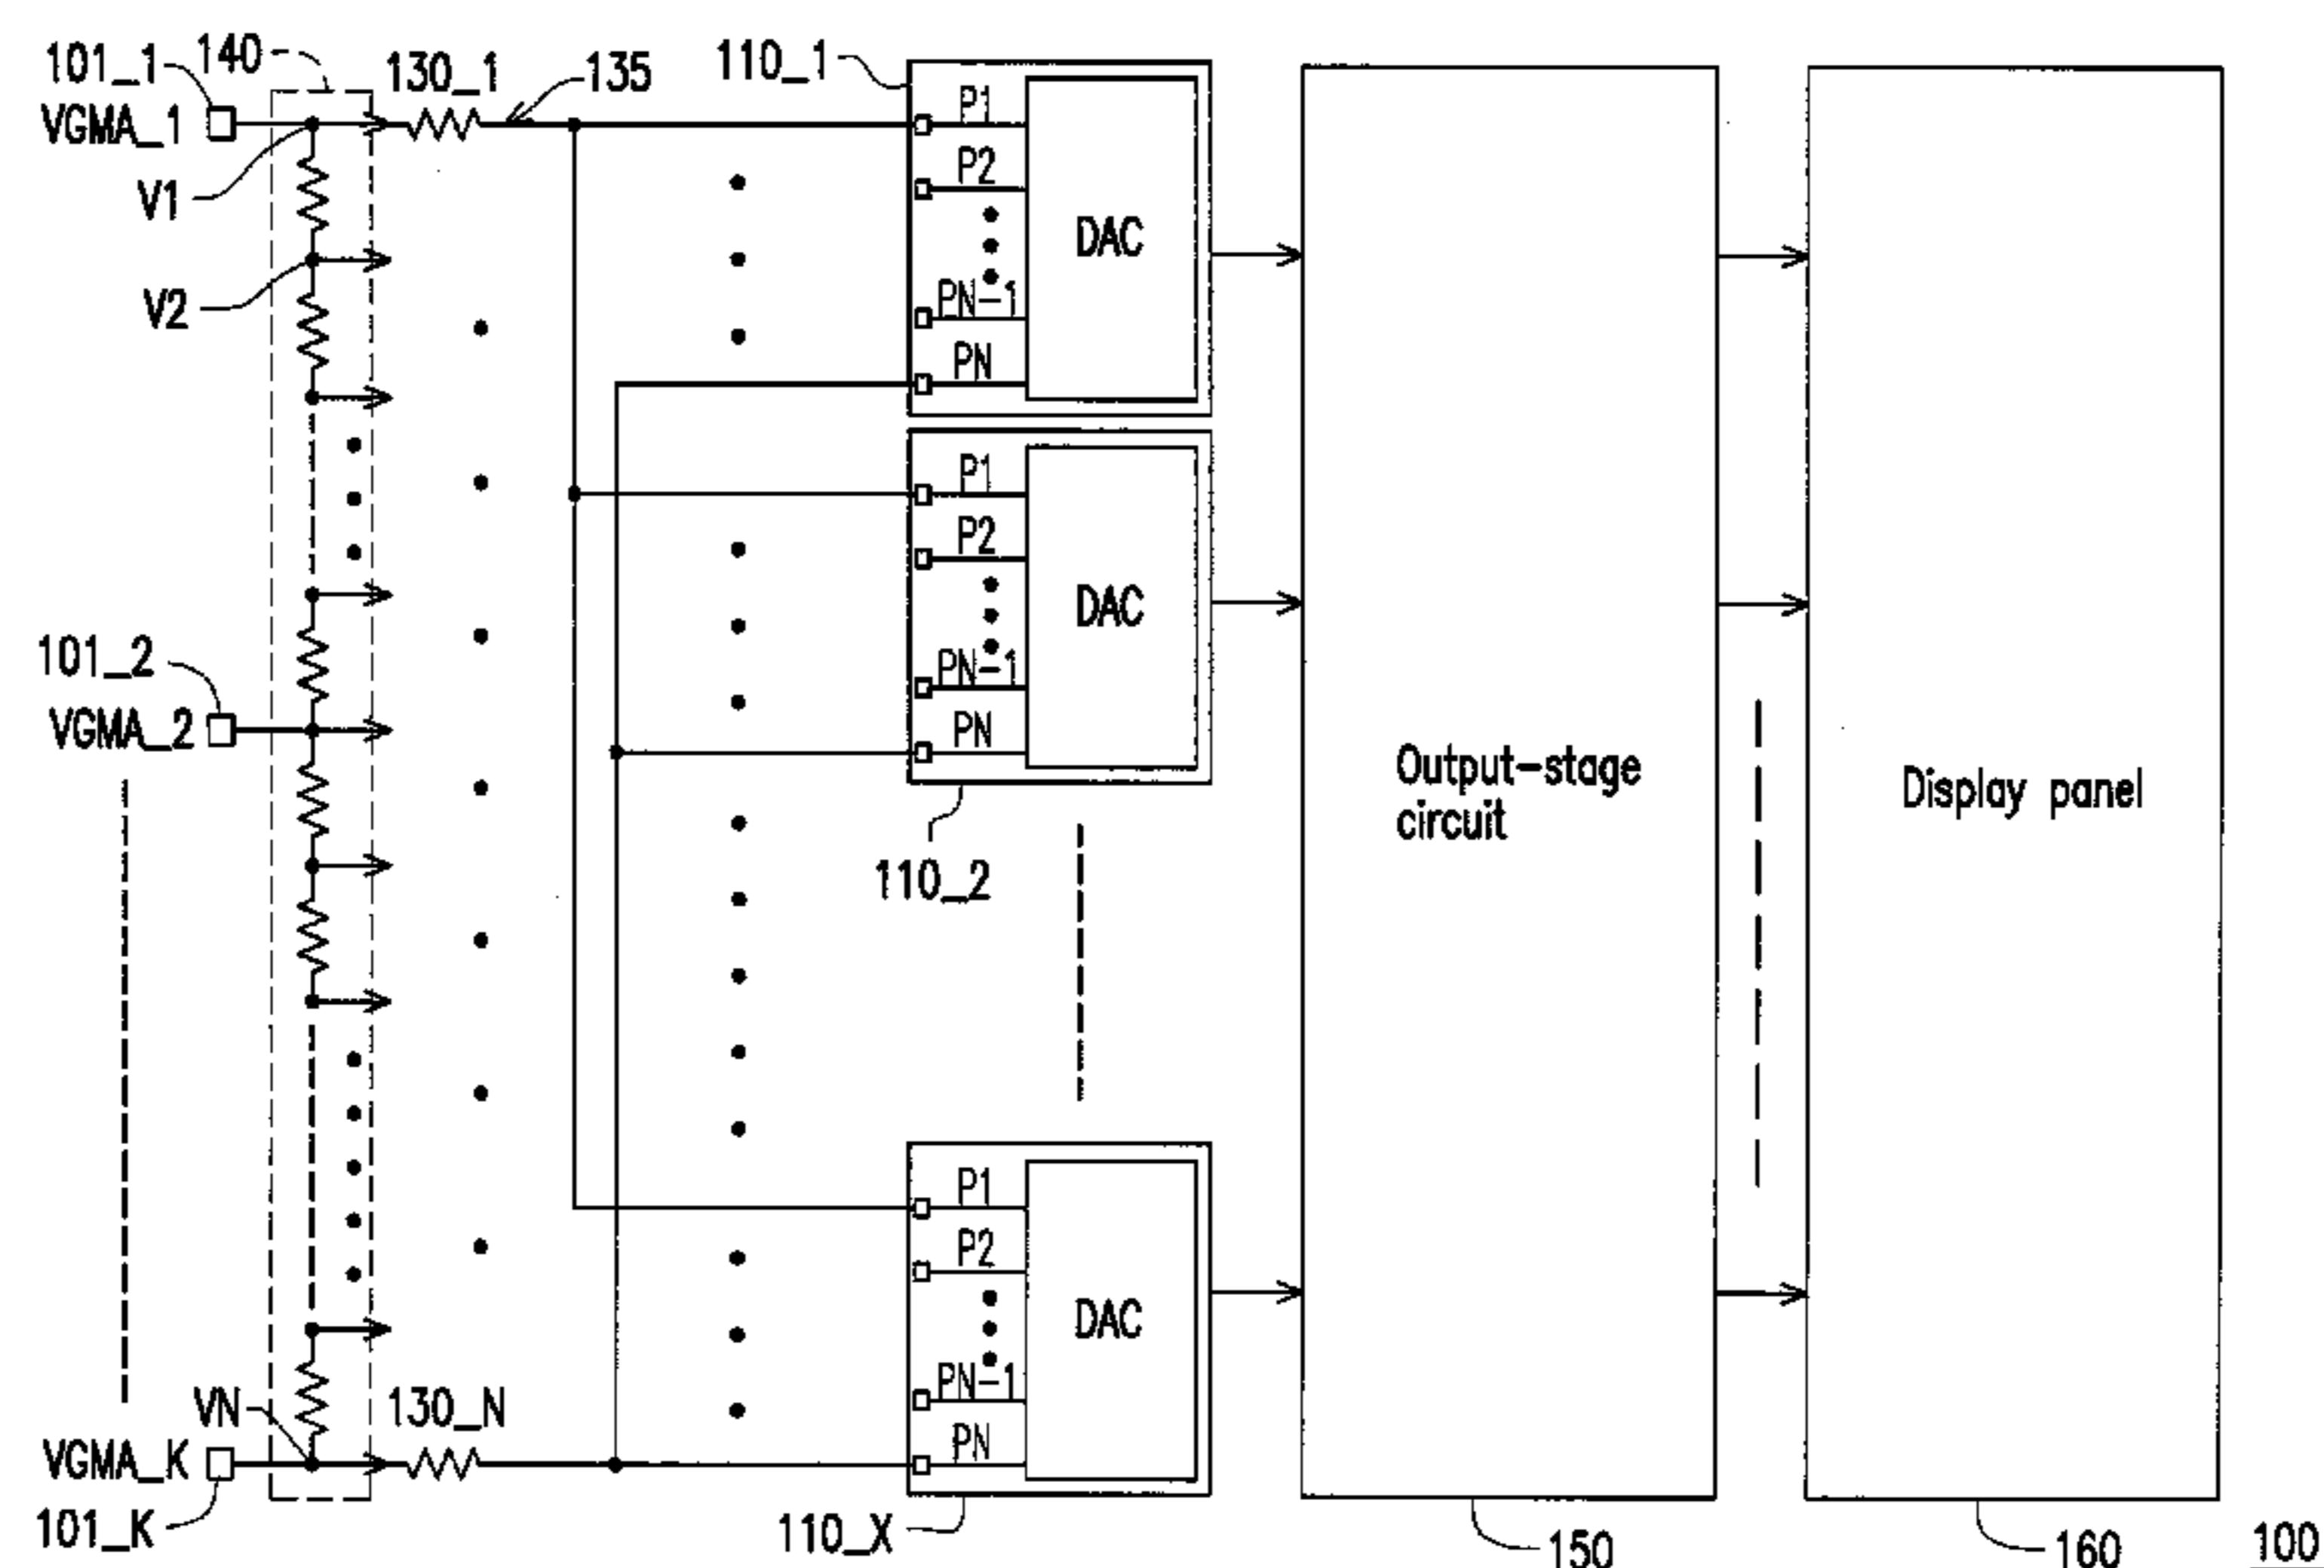 101_1
140
130_1
135
110_1
VGMA_1
V1
V2
P1
P2
PN-1
PN
DAC
P1
P2
PN-1
PN
DAC
101_2
VGMA_2
110_2
Output-stage
circuit
Display panel
P1
P2
PN-1
PN
DAC
VN
130_N
VGMA_K
101_K
110_X
150
160
100